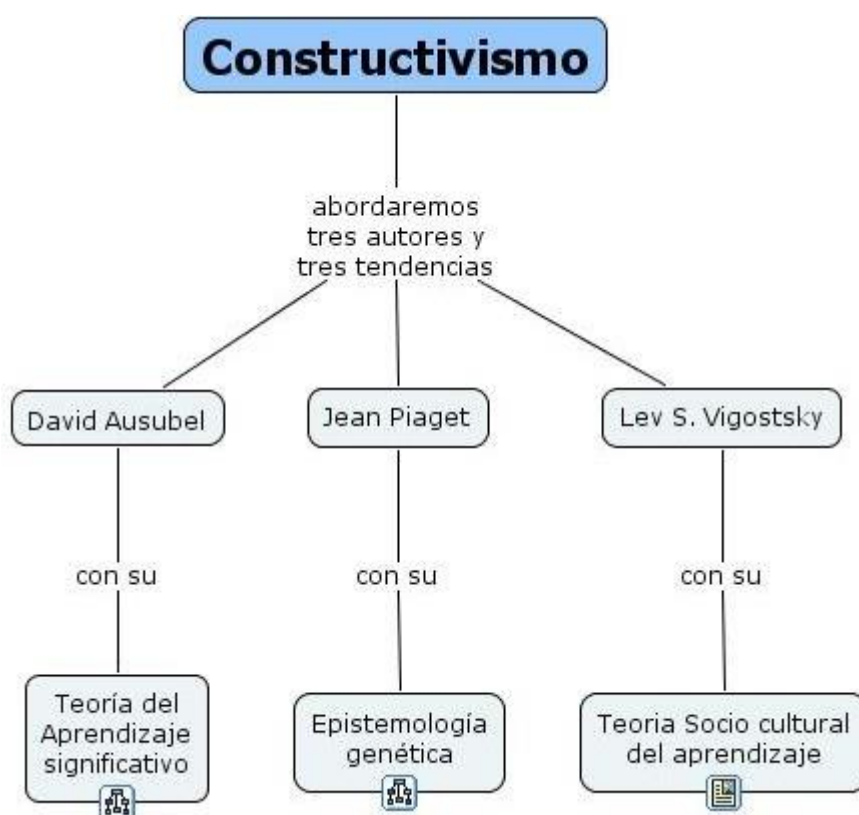 Constructivismo
abordaremos
tres autores y
tres tendencias
David Ausubel
Jean Piaget
Lev S. Vigostsky
con su
con su
con su
Teoría del
Aprendizaje
significativo
Epistemología
genética
Teoria Socio cultural
del aprendizaje